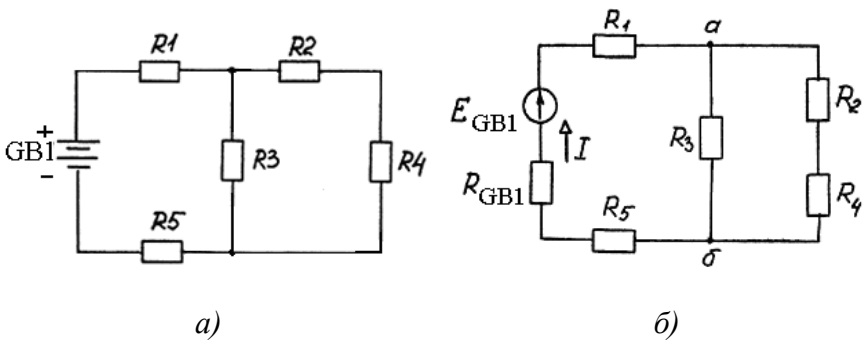 R1
R2
+
GB1
-
R3
R4
R5
а)
R₁
а
E GB1
I
R GB1
R₃
R₂
R₄
R₅
б
б)